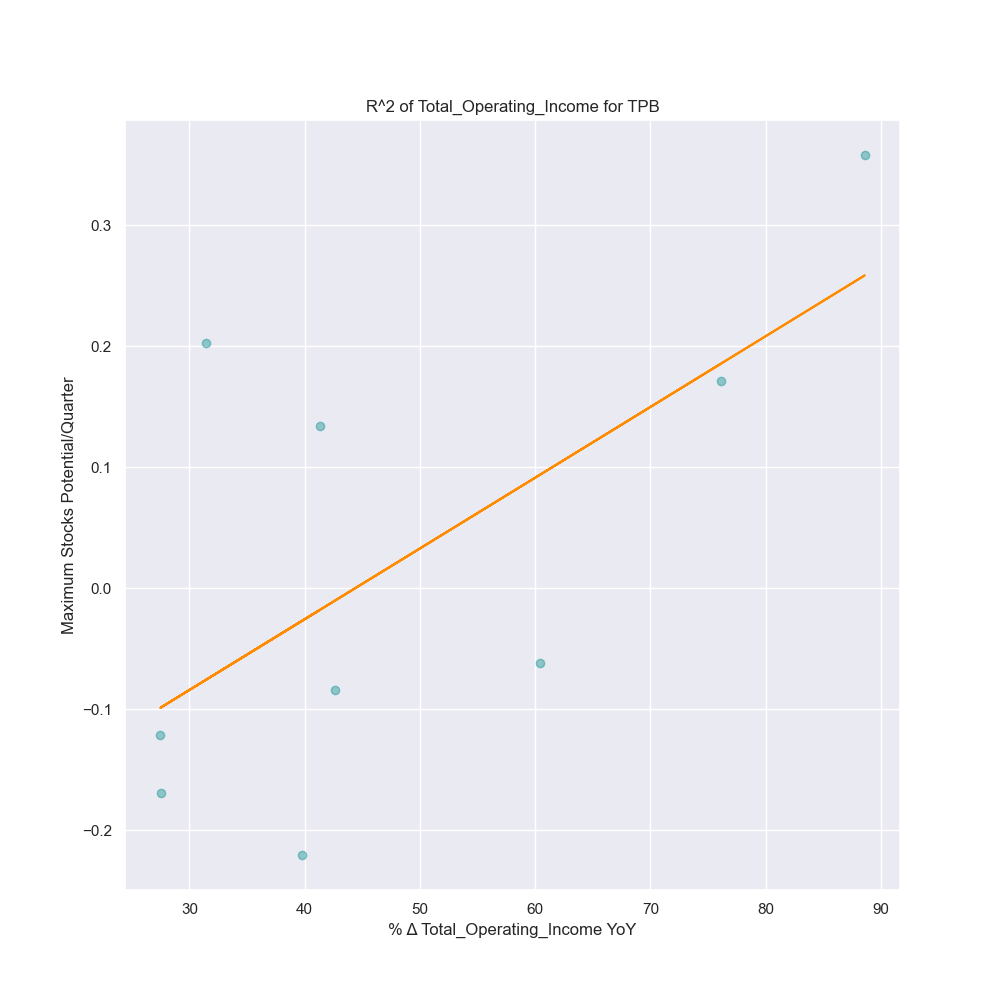 R^2 of Total_Operating_Income for TPB
Maximum Stocks Potential/Quarter
0.3
0.2
0.1
0.0
−0.1
−0.2
30 40 50 60 70 80 90
% Δ Total_Operating_Income YoY